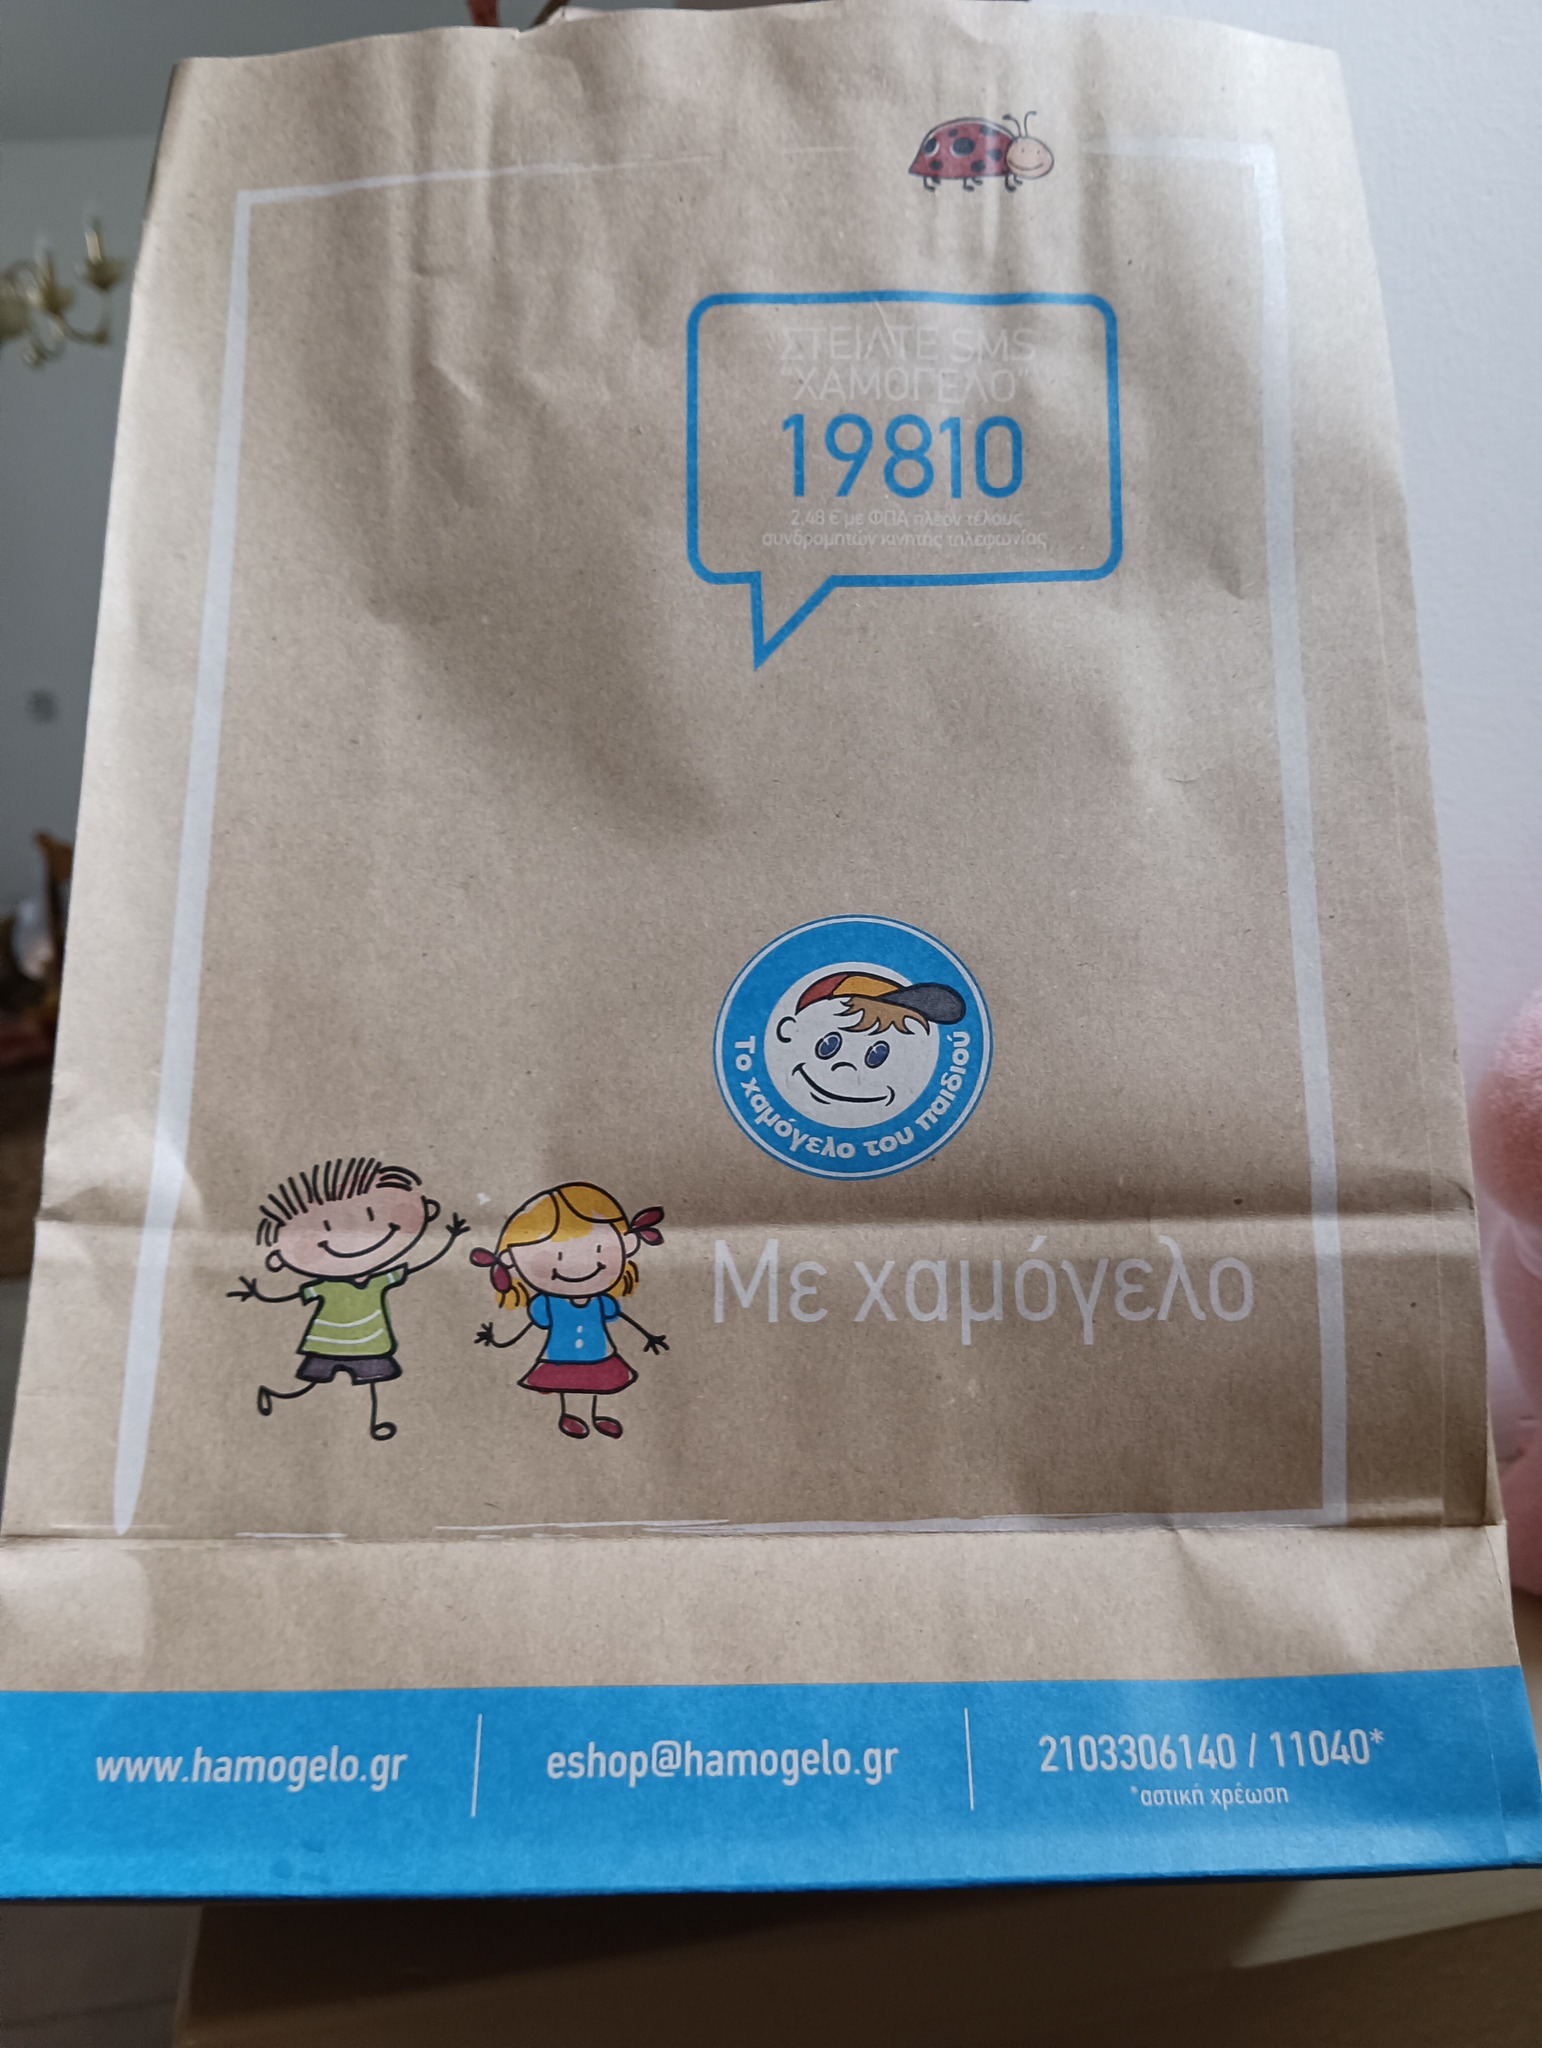 ΣΤΕΙΛΤΕ SMS
"ΧΑΜΟΓΕΛΟ"
19810
2,48 € με ΦΠΑ πλέον τέλους
συνδρομητών κινητής τηλεφωνίας
Το χαμόγελο του παιδιού
Με χαμόγελο
www.hamogelo.gr
eshop@hamogelo.gr
2103306140 / 11040*
*αστική χρέωση